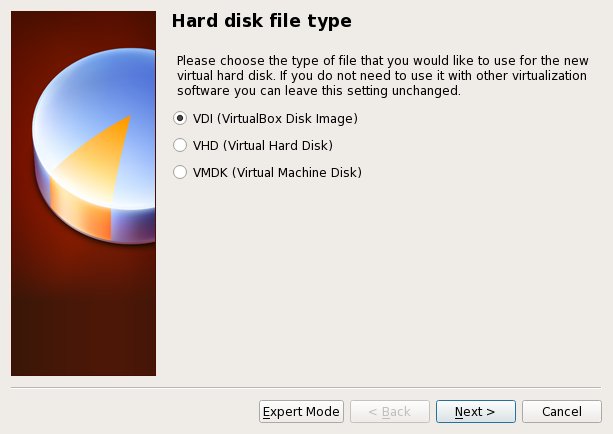 Hard disk file type
Please choose the type of file that you would like to use for the new
virtual hard disk. If you do not need to use it with other virtualization
software you can leave this setting unchanged.
VDI (VirtualBox Disk Image)
VHD (Virtual Hard Disk)
VMDK (Virtual Machine Disk)
Expert Mode
< Back
Next >
Cancel